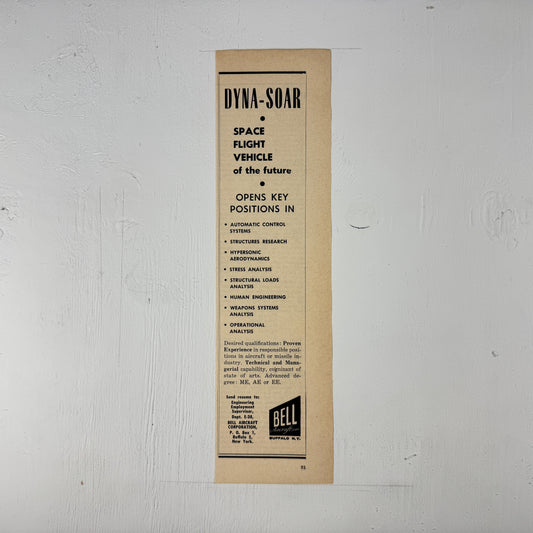 DYNA-SOAR
•
SPACE
FLIGHT
VEHICLE
of the future
•
OPENS KEY
POSITIONS IN
• AUTOMATIC CONTROL
SYSTEMS
• STRUCTURES RESEARCH
• HYPERSONIC
AERODYNAMICS
• STRESS ANALYSIS
• STRUCTURAL LOADS
ANALYSIS
• HUMAN ENGINEERING
• WEAPONS SYSTEMS
ANALYSIS
• OPERATIONAL
ANALYSIS
Desired qualifications: Proven
Experience in responsible posi-
tions in aircraft or missile in-
dustry. Technical and Mana-
gerial capability, cognizant of
state of arts. Advanced de-
gree: ME, AE or EE.
Send resume to:
Engineering
Employment
Supervisor,
BELL AIRCRAFT
CORPORATION,
P. O. Box 1,
Buffalo 5,
New York.
BELL
Aircraft
BUFFALO N.Y.